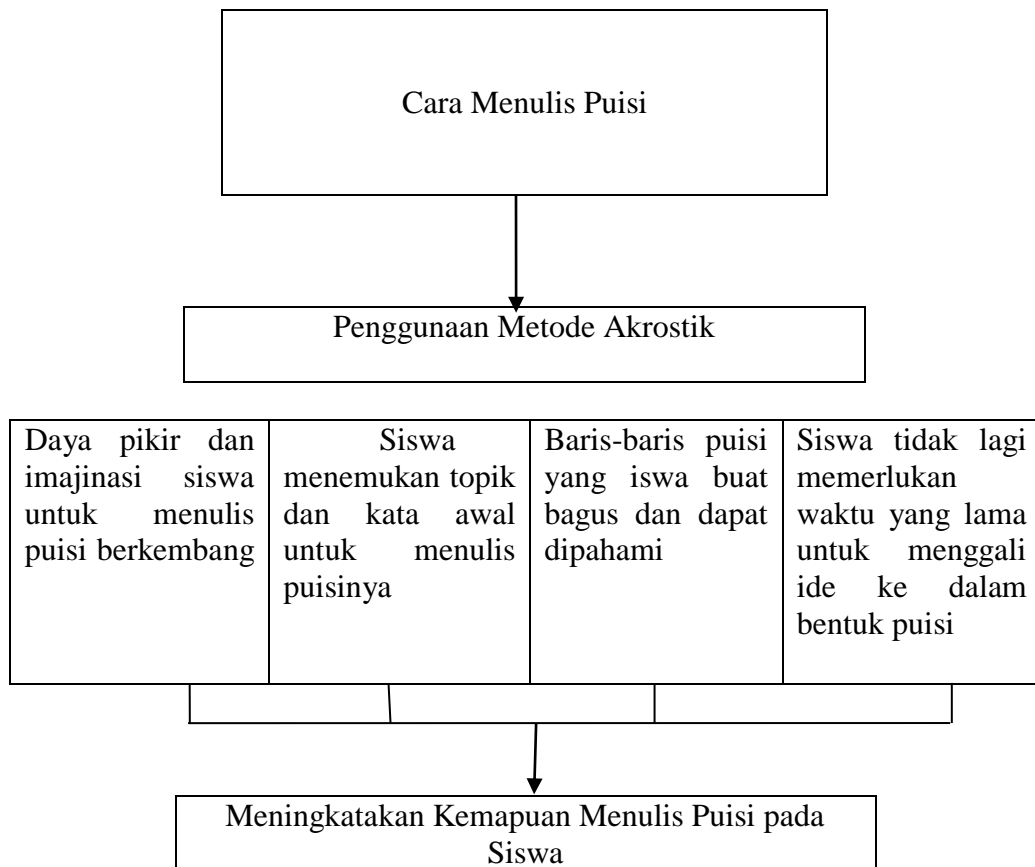 Cara Menulis Puisi
Penggunaan Metode Akrostik
Daya pikir dan
imajinasi siswa
untuk menulis
puisi berkembang
Siswa
menemukan topik
dan kata awal
untuk menulis
puisinya
Baris-baris puisi
yang iswa buat
bagus dan dapat
dipahami
Siswa tidak lagi
memerlukan
waktu yang lama
untuk menggali
ide ke dalam
bentuk puisi
Meningkatakan Kemapuan Menulis Puisi pada
Siswa